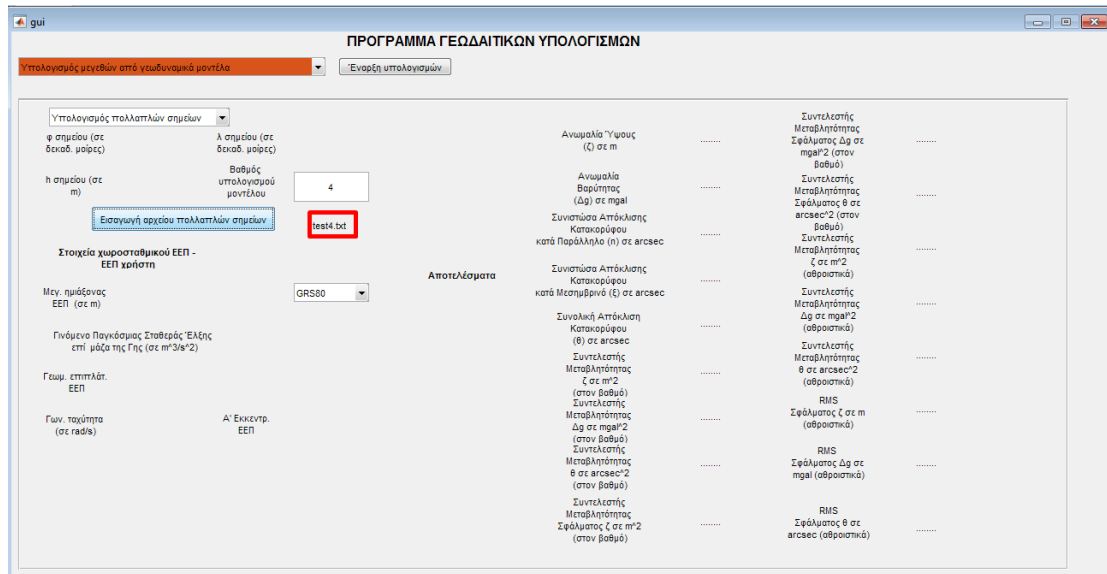 gui
ΠΡΟΓΡΑΜΜΑ ΓΕΩΔΑΙΤΙΚΩΝ ΥΠΟΛΟΓΙΣΜΩΝ
Υπολογισμός μεγεθών από γεωδυναμικά μοντέλα
Έναρξη υπολογισμών
Υπολογισμός πολλαπλών σημείων
φ σημείου (σε
δεκαδ. μοίρες)
λ σημείου (σε
δεκαδ. μοίρες)
h σημείου (σε
m)
Βαθμός
υπολογισμού
μοντέλου
4
Εισαγωγή αρχείου πολλαπλών σημείων
test4.txt
Στοιχεία χωροσταθμικού ΕΕΠ -
ΕΕΠ χρήστη
Μεγ. ημιάξονας
ΕΕΠ (σε m)
GRS80
Γινόμενο Παγκόσμιας Σταθεράς Έλξης
επί μάζα της Γης (σε m^3/s^2)
Γεωμ. επιπλάτ.
ΕΕΠ
Γων. ταχύτητα
(σε rad/s)
Α' Εκκεντρ.
ΕΕΠ
Αποτελέσματα
Ανωμαλία Ύψους
(ζ) σε m
........
Ανωμαλία
Βαρύτητας
(Δg) σε mgal
........
Συνιστώσα Απόκλισης
Κατακορύφου
κατά Παράλληλο (n) σε arcsec
........
Συνιστώσα Απόκλισης
Κατακορύφου
κατά Μεσημβρινό (ξ) σε arcsec
........
Συνολική Απόκλιση
Κατακορύφου
(θ) σε arcsec
........
Συντελεστής
Μεταβλητότητας
ζ σε m^2
(στον βαθμό)
........
Συντελεστής
Μεταβλητότητας
Δg σε mgal^2
(στον βαθμό)
........
Συντελεστής
Μεταβλητότητας
θ σε arcsec^2
(στον βαθμό)
........
Συντελεστής
Μεταβλητότητας
Σφάλματος ζ σε m^2
(στον βαθμό)
........
Συντελεστής
Μεταβλητότητας
Σφάλματος Δg σε
mgal^2 (στον
βαθμό)
........
Συντελεστής
Μεταβλητότητας
Σφάλματος θ σε
arcsec^2 (στον
βαθμό)
........
Συντελεστής
Μεταβλητότητας
ζ σε m^2
(αθροιστικά)
........
Συντελεστής
Μεταβλητότητας
Δg σε mgal^2
(αθροιστικά)
........
Συντελεστής
Μεταβλητότητας
θ σε arcsec^2
(αθροιστικά)
........
RMS
Σφάλματος ζ σε m
(αθροιστικά)
........
RMS
Σφάλματος Δg σε
mgal (αθροιστικά)
........
RMS
Σφάλματος θ σε
arcsec (αθροιστικά)
........